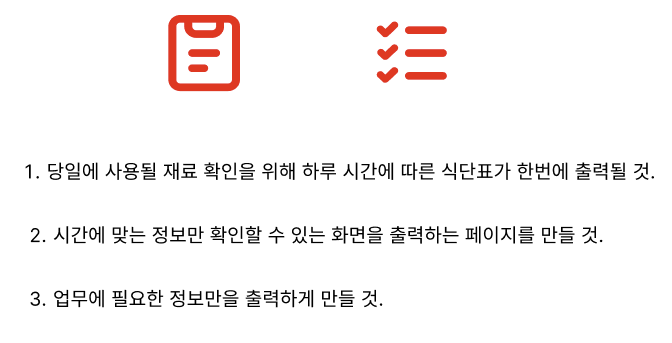 1. 당일에 사용될 재료 확인을 위해 하루 시간에 따른 식단표가 한번에 출력될 것.
2. 시간에 맞는 정보만 확인할 수 있는 화면을 출력하는 페이지를 만들 것.
3. 업무에 필요한 정보만을 출력하게 만들 것.